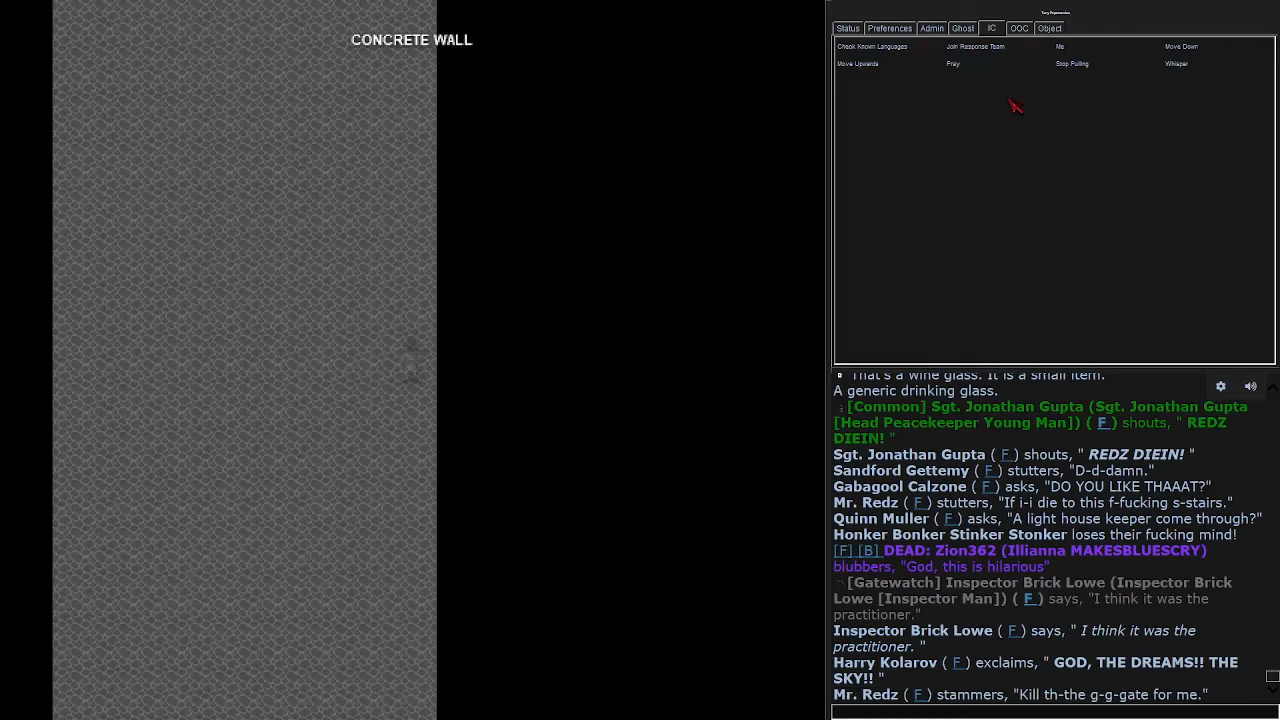 CONCRETE WALL
Tony Pepperonico
Status Preferences Admin Ghost IC OOC Object
Check Known Languages Join Response Team Me Move Down
Move Upwards Pray Stop Pulling Whisper
That's a wine glass. It is a small item.
A generic drinking glass.
[Common] Sgt. Jonathan Gupta (Sgt. Jonathan Gupta
[Head Peacekeeper Young Man]) ( F ) shouts, " REDZ
DIEIN! "
Sgt. Jonathan Gupta ( F ) shouts, " REDZ DIEIN! "
Sandford Gettemy ( F ) stutters, "D-d-damn."
Gabagool Calzone ( F ) asks, "DO YOU LIKE THAAAT?"
Mr. Redz ( F ) stutters, "If i-i die to this f-fucking s-stairs."
Quinn Muller ( F ) asks, "A light house keeper come through?"
Honker Bonker Stinker Stonker loses their fucking mind!
[F] [B] DEAD: Zion362 (Illianna MAKESBLUESCRY)
blubbers, "God, this is hilarious"
[Gatewatch] Inspector Brick Lowe (Inspector Brick
Lowe [Inspector Man]) ( F ) says, "I think it was the
practitioner."
Inspector Brick Lowe ( F ) says, " I think it was the
practitioner. "
Harry Kolarov ( F ) exclaims, " GOD, THE DREAMS!! THE
SKY!! "
Mr. Redz ( F ) stammers, "Kill th-the g-g-gate for me."